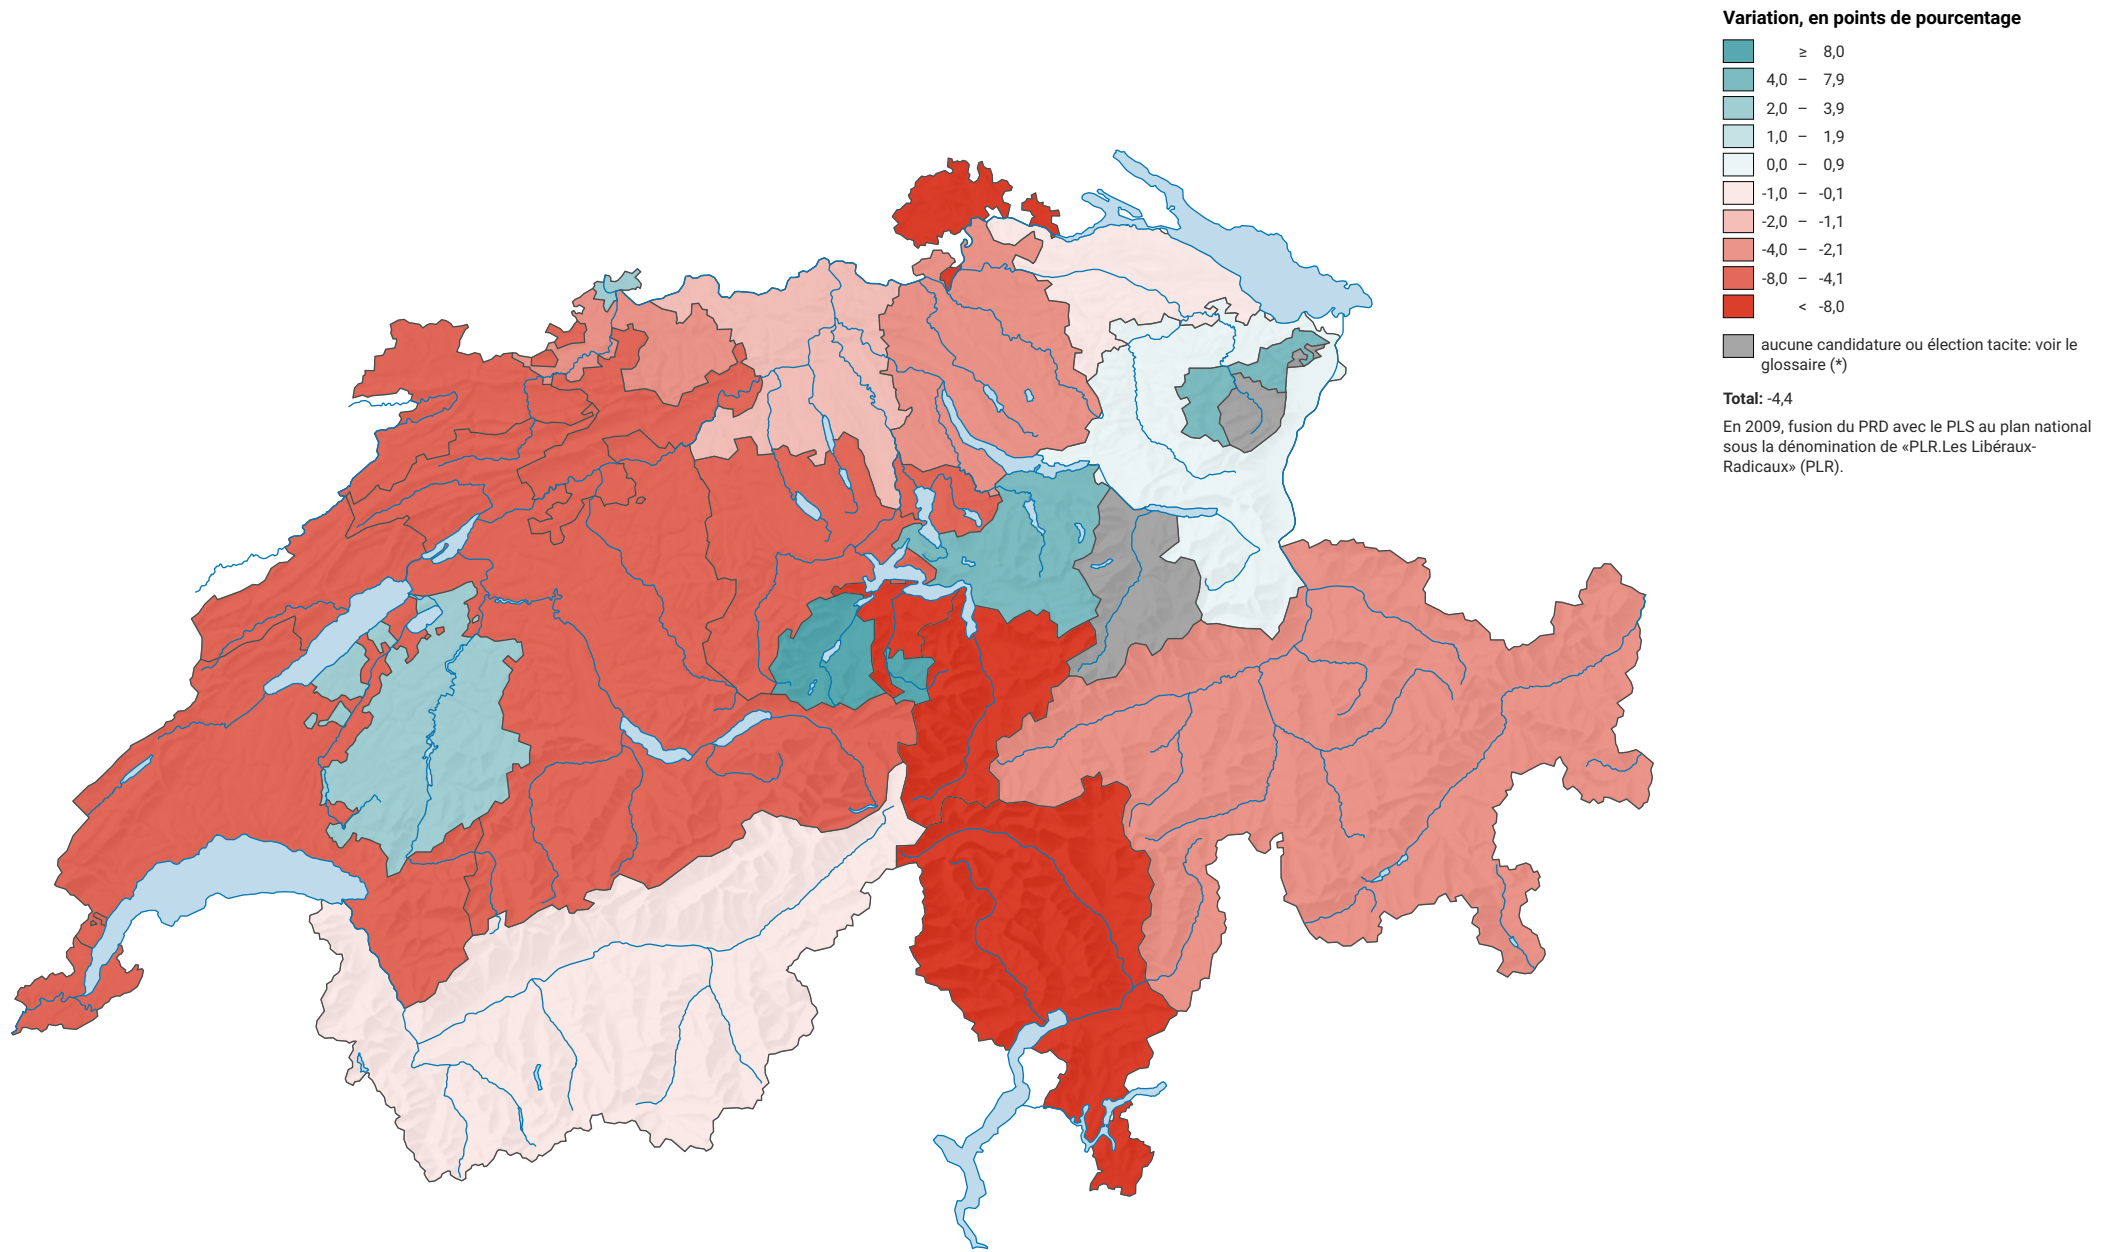 Variation, en points de pourcentage
≥ 8,0
4,0 – 7,9
2,0 – 3,9
1,0 – 1,9
0,0 – 0,9
-1,0 – -0,1
-2,0 – -1,1
-4,0 – -2,1
-8,0 – -4,1
< -8,0
aucune candidature ou élection tacite: voir le
glossaire (*)
Total: -4,4
En 2009, fusion du PRD avec le PLS au plan national
sous la dénomination de «PLR.Les Libéraux-
Radicaux» (PLR).